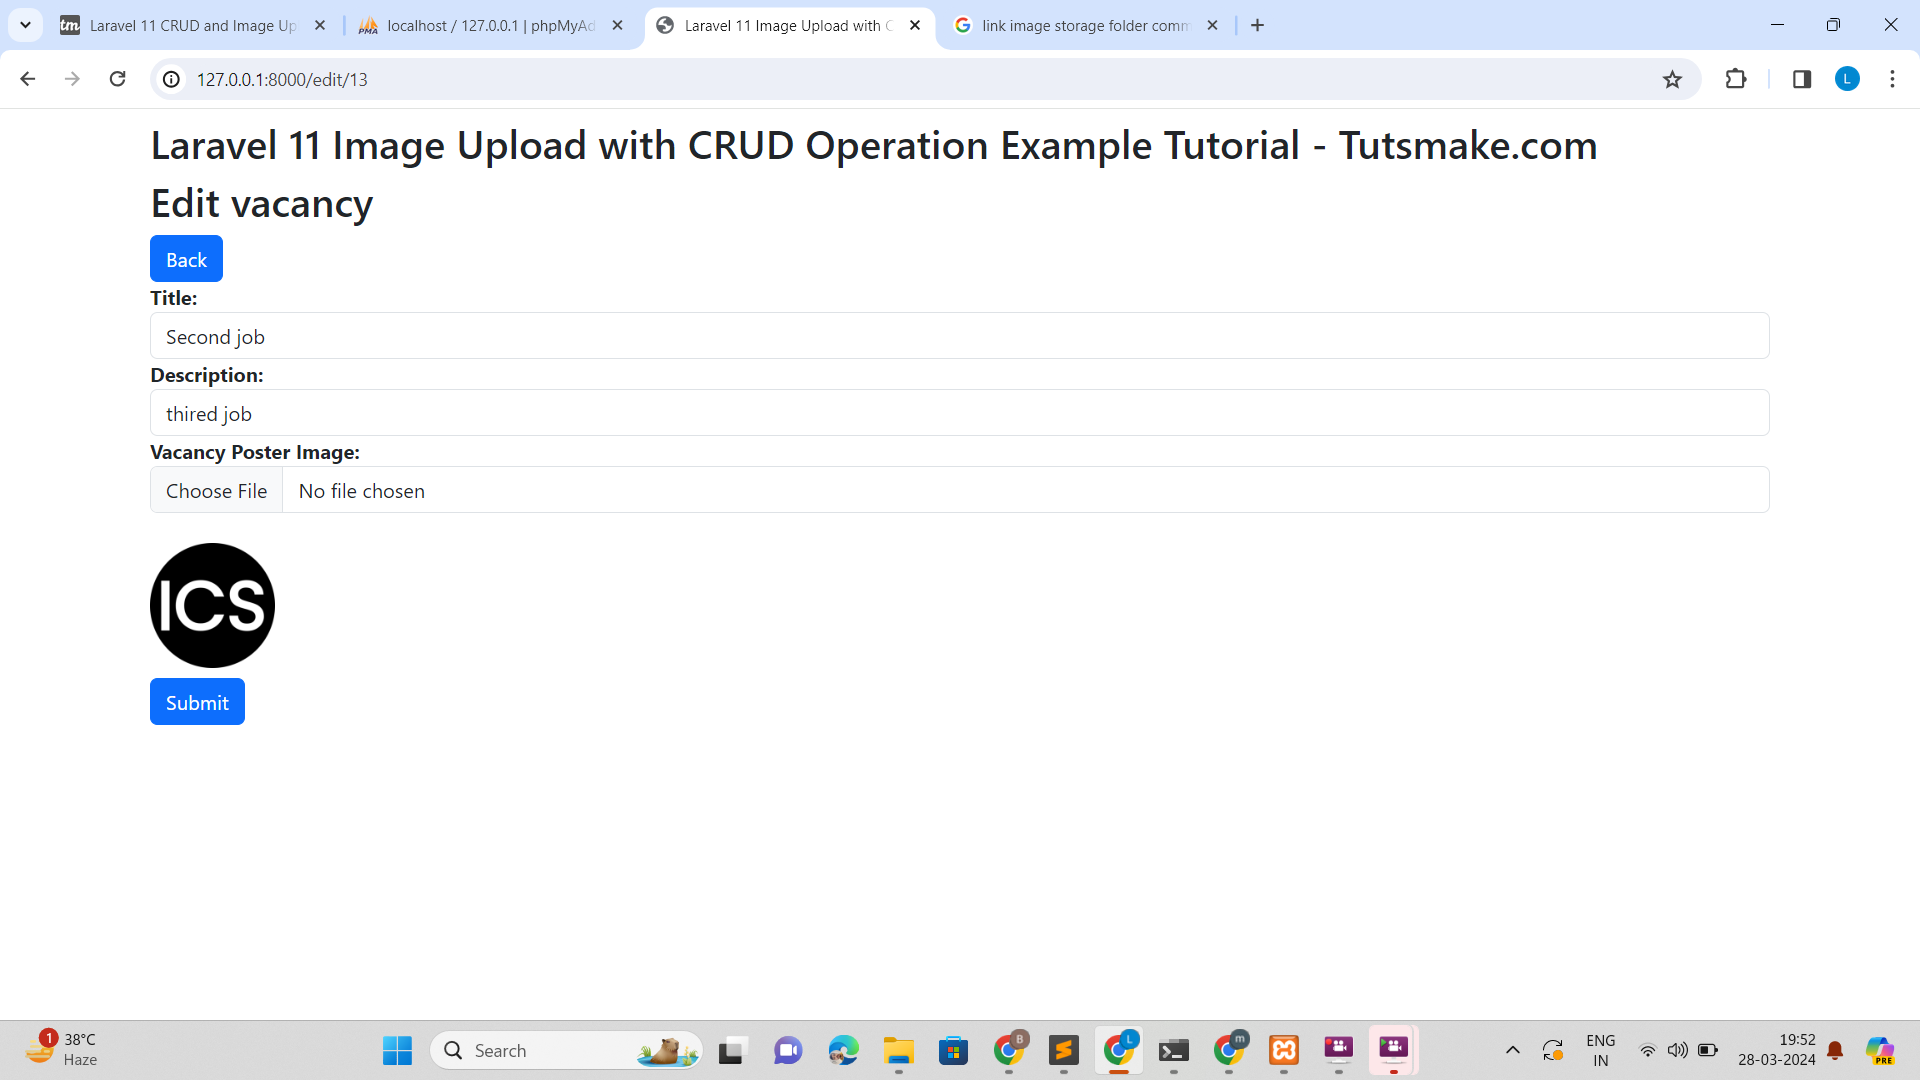 tm Laravel 11 CRUD and Image Up
PMA localhost / 127.0.0.1 | phpMyAd
Laravel 11 Image Upload with C
G link image storage folder comm
127.0.0.1:8000/edit/13
L
Laravel 11 Image Upload with CRUD Operation Example Tutorial - Tutsmake.com
Edit vacancy
Back
Title:
Second job
Description:
thired job
Vacancy Poster Image:
Choose File No file chosen
ICS
Submit
1
38°C
Haze
Search
B
L
m
ENG
IN
19:52
28-03-2024
PRE